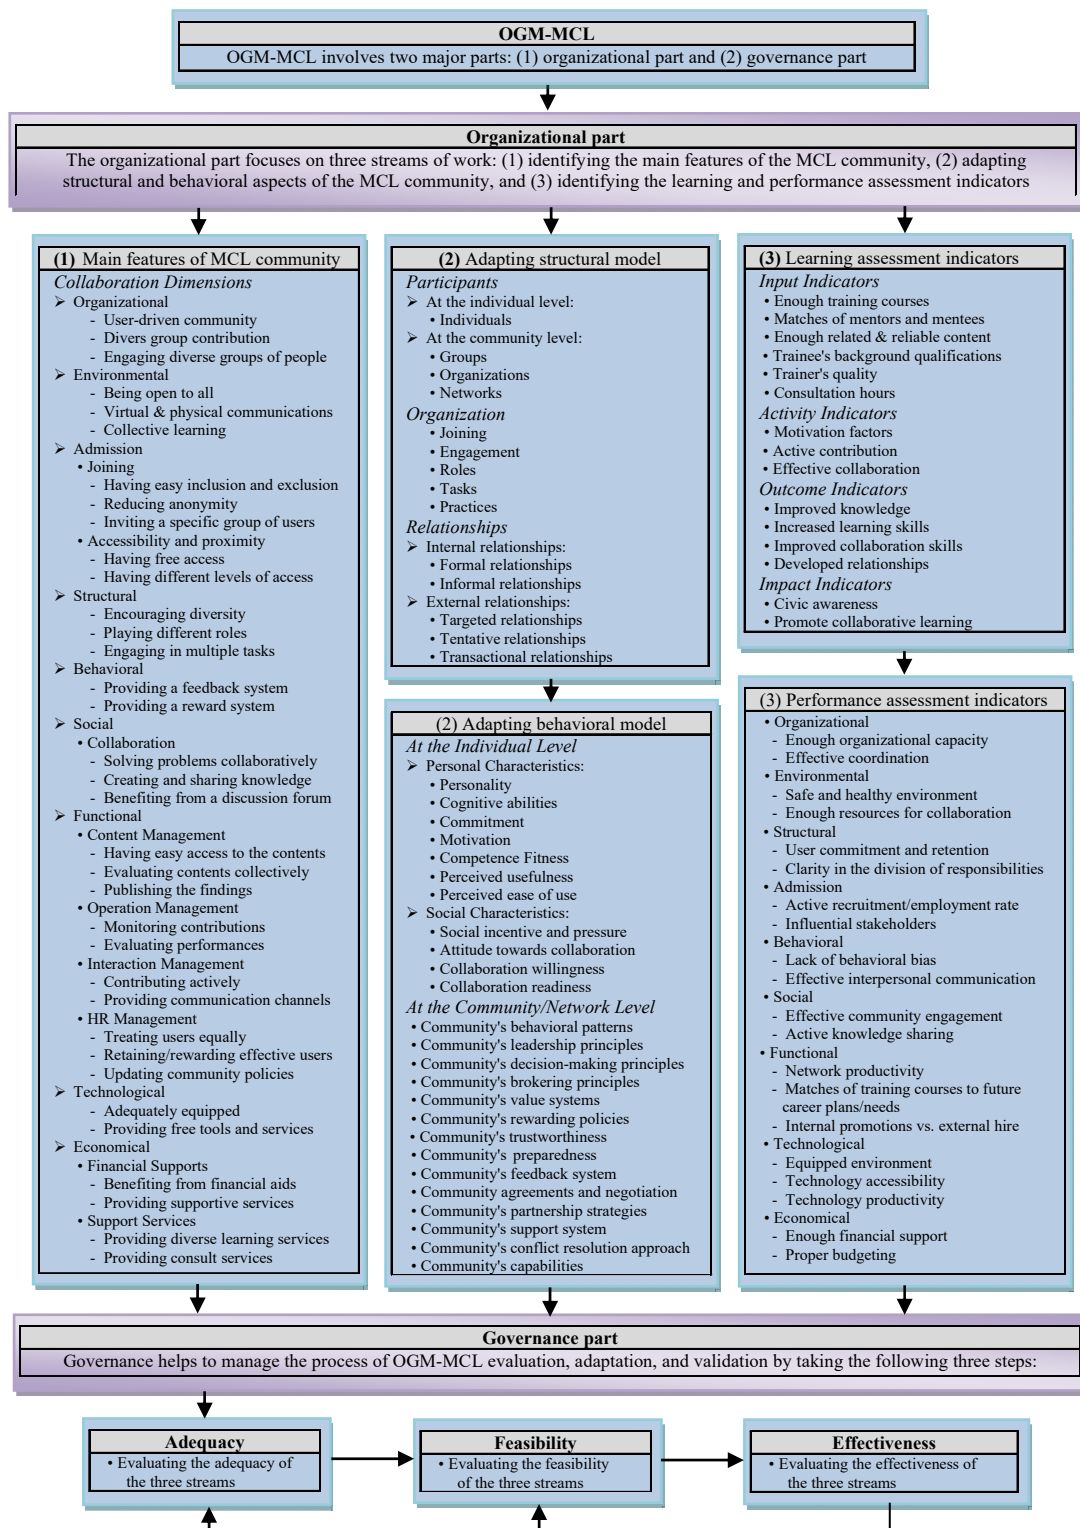 OGM-MCL
OGM-MCL involves two major parts: (1) organizational part and (2) governance part
Organizational part
The organizational part focuses on three streams of work: (1) identifying the main features of the MCL community, (2) adapting
structural and behavioral aspects of the MCL community, and (3) identifying the learning and performance assessment indicators
(1) Main features of MCL community
Collaboration Dimensions
➢ Organizational
- User-driven community
- Divers group contribution
- Engaging diverse groups of people
➢ Environmental
- Being open to all
- Virtual & physical communications
- Collective learning
➢ Admission
• Joining
- Having easy inclusion and exclusion
- Reducing anonymity
- Inviting a specific group of users
• Accessibility and proximity
- Having free access
- Having different levels of access
➢ Structural
- Encouraging diversity
- Playing different roles
- Engaging in multiple tasks
➢ Behavioral
- Providing a feedback system
- Providing a reward system
➢ Social
• Collaboration
- Solving problems collaboratively
- Creating and sharing knowledge
- Benefiting from a discussion forum
➢ Functional
• Content Management
- Having easy access to the contents
- Evaluating contents collectively
- Publishing the findings
• Operation Management
- Monitoring contributions
- Evaluating performances
• Interaction Management
- Contributing actively
- Providing communication channels
• HR Management
- Treating users equally
- Retaining/rewarding effective users
- Updating community policies
➢ Technological
- Adequately equipped
- Providing free tools and services
➢ Economical
• Financial Supports
- Benefiting from financial aids
- Providing supportive services
• Support Services
- Providing diverse learning services
- Providing consult services
(2) Adapting structural model
Participants
➢ At the individual level:
• Individuals
➢ At the community level:
• Groups
• Organizations
• Networks
Organization
• Joining
• Engagement
• Roles
• Tasks
• Practices
Relationships
➢ Internal relationships:
• Formal relationships
• Informal relationships
➢ External relationships:
• Targeted relationships
• Tentative relationships
• Transactional relationships
(2) Adapting behavioral model
At the Individual Level
➢ Personal Characteristics:
• Personality
• Cognitive abilities
• Commitment
• Motivation
• Competence Fitness
• Perceived usefulness
• Perceived ease of use
➢ Social Characteristics:
• Social incentive and pressure
• Attitude towards collaboration
• Collaboration willingness
• Collaboration readiness
At the Community/Network Level
• Community's behavioral patterns
• Community's leadership principles
• Community's decision-making principles
• Community's brokering principles
• Community's value systems
• Community's rewarding policies
• Community's trustworthiness
• Community's preparedness
• Community's feedback system
• Community agreements and negotiation
• Community's partnership strategies
• Community's support system
• Community's conflict resolution approach
• Community's capabilities
(3) Learning assessment indicators
Input Indicators
• Enough training courses
• Matches of mentors and mentees
• Enough related & reliable content
• Trainee's background qualifications
• Trainer's quality
• Consultation hours
Activity Indicators
• Motivation factors
• Active contribution
• Effective collaboration
Outcome Indicators
• Improved knowledge
• Increased learning skills
• Improved collaboration skills
• Developed relationships
Impact Indicators
• Civic awareness
• Promote collaborative learning
(3) Performance assessment indicators
• Organizational
- Enough organizational capacity
- Effective coordination
• Environmental
- Safe and healthy environment
- Enough resources for collaboration
• Structural
- User commitment and retention
- Clarity in the division of responsibilities
• Admission
- Active recruitment/employment rate
- Influential stakeholders
• Behavioral
- Lack of behavioral bias
- Effective interpersonal communication
• Social
- Effective community engagement
- Active knowledge sharing
• Functional
- Network productivity
- Matches of training courses to future
career plans/needs
- Internal promotions vs. external hire
• Technological
- Equipped environment
- Technology accessibility
- Technology productivity
• Economical
- Enough financial support
- Proper budgeting
Governance part
Governance helps to manage the process of OGM-MCL evaluation, adaptation, and validation by taking the following three steps:
Adequacy
• Evaluating the adequacy of
the three streams
Feasibility
• Evaluating the feasibility
of the three streams
Effectiveness
• Evaluating the effectiveness of
the three streams